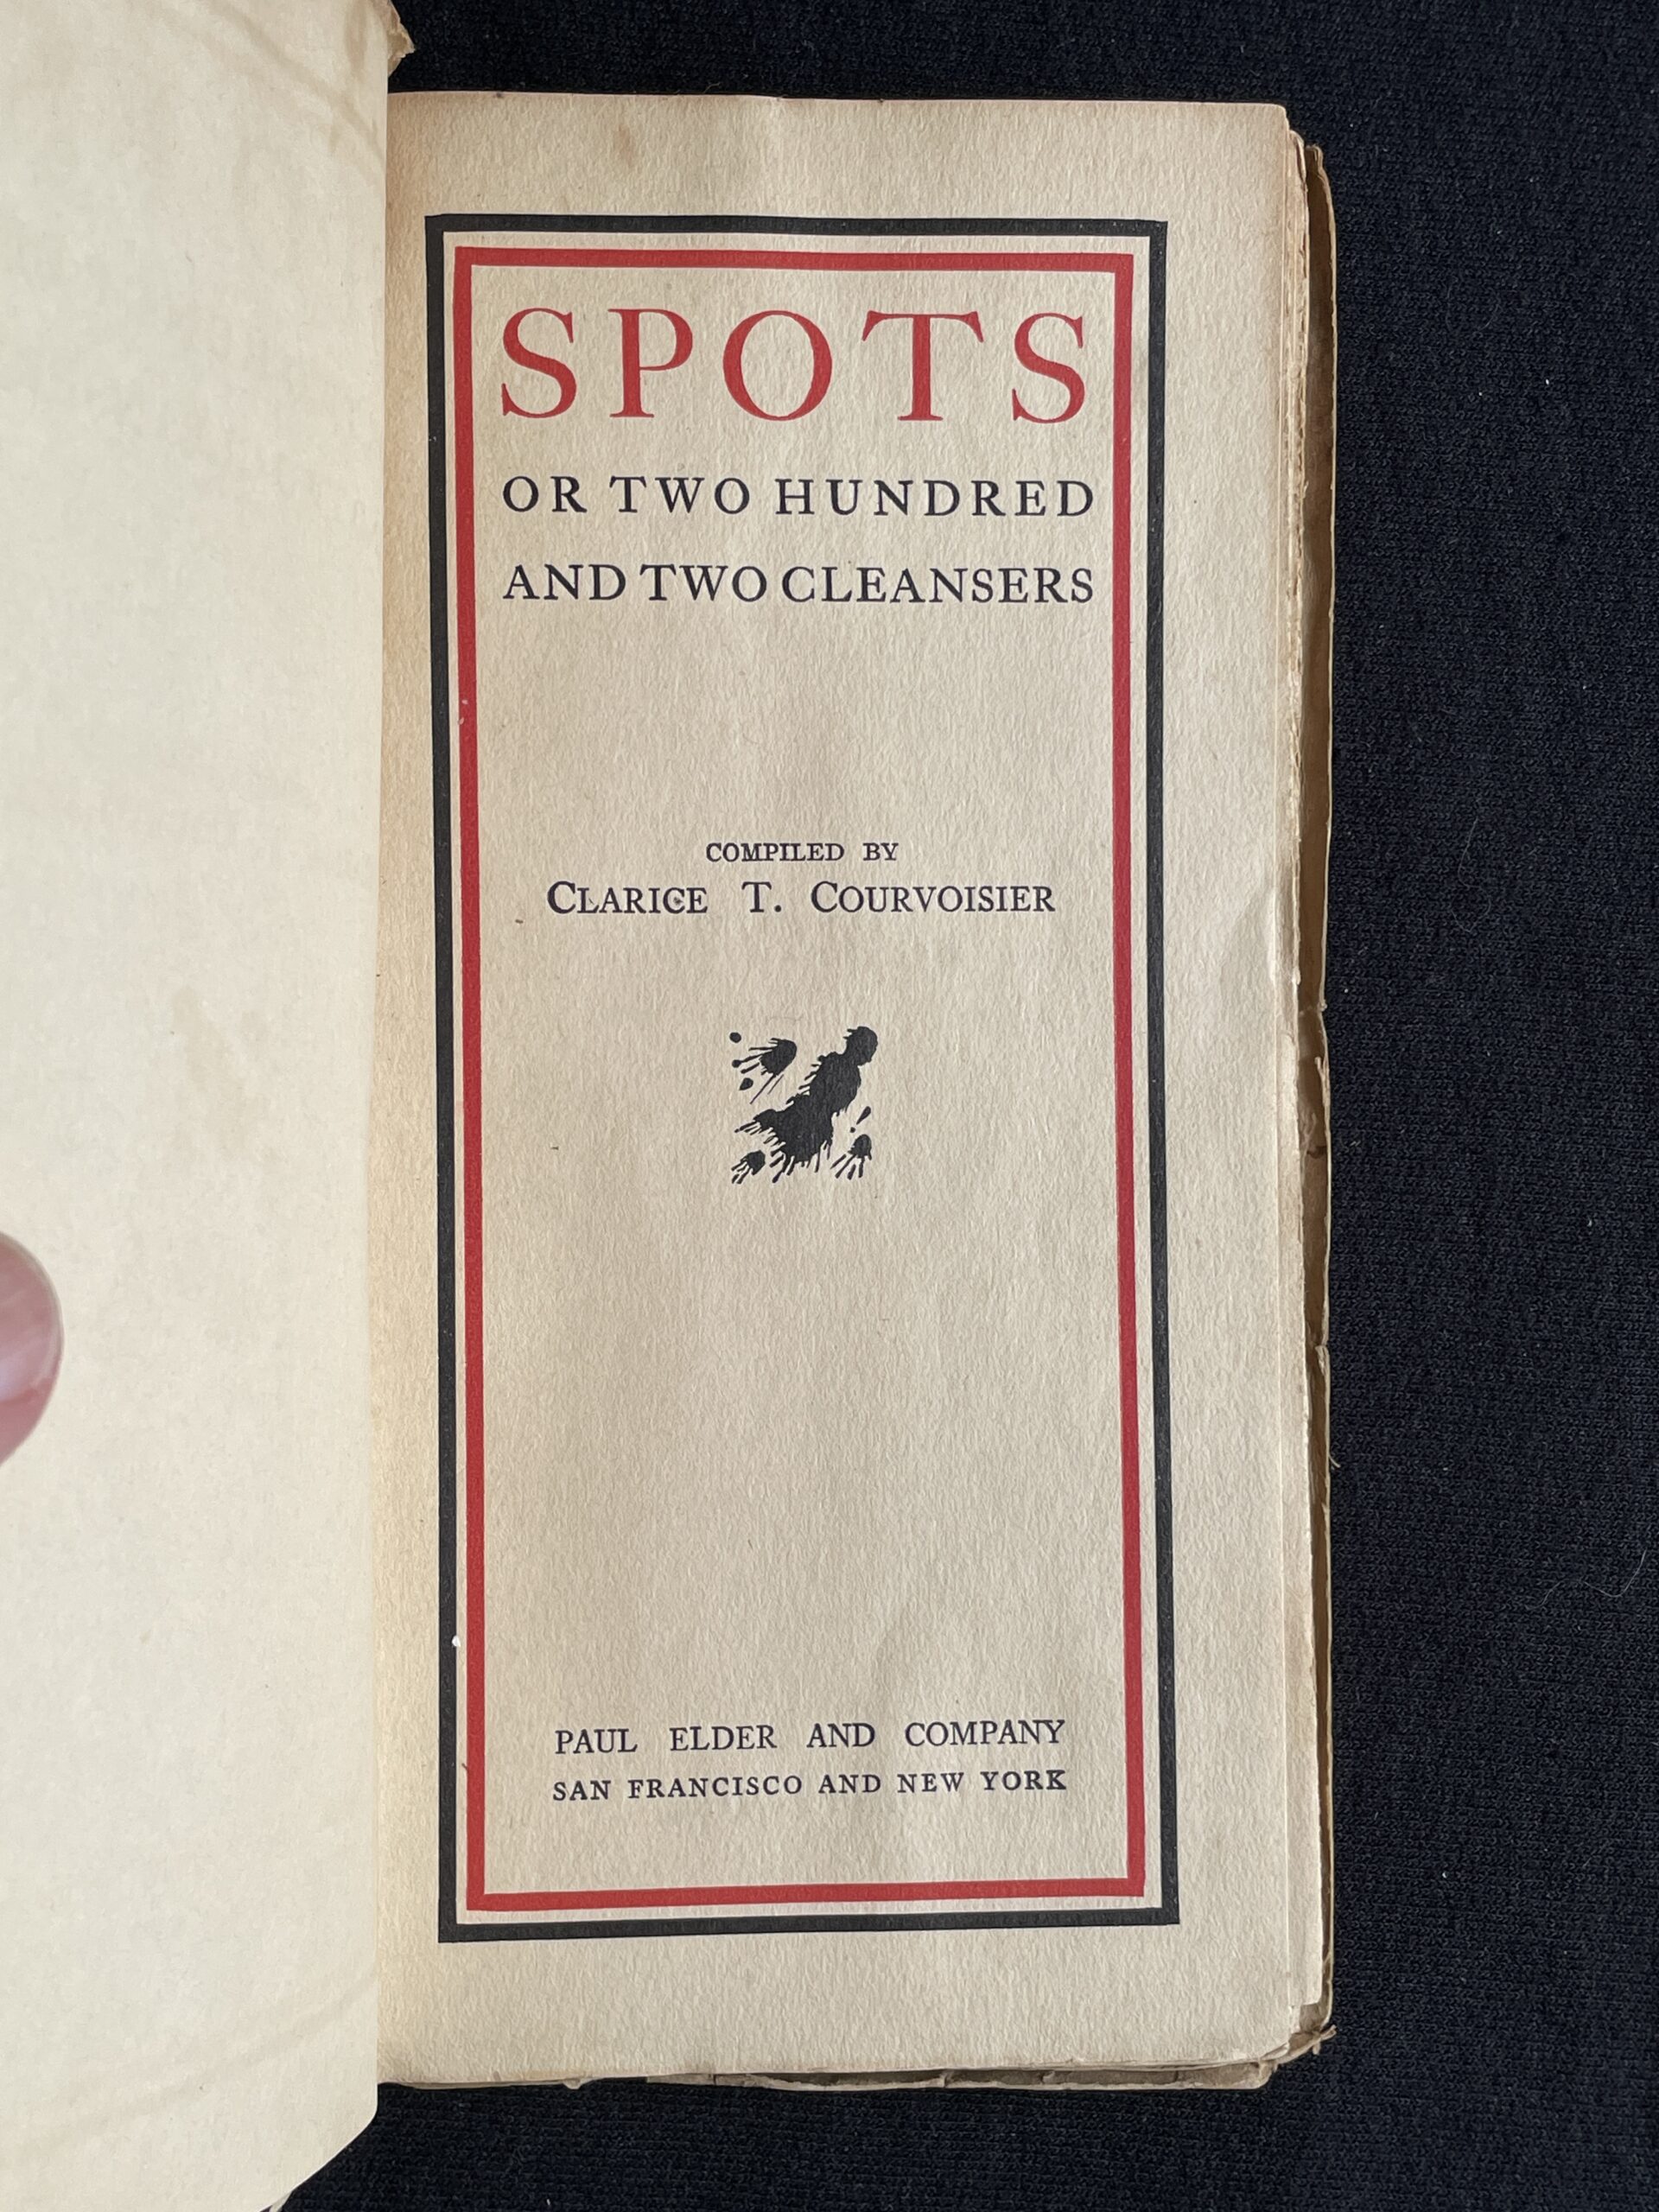 SPOTS
OR TWO HUNDRED
AND TWO CLEANSERS
COMPILED BY
CLARICE T. COURVOISIER
PAUL ELDER AND COMPANY
SAN FRANCISCO AND NEW YORK